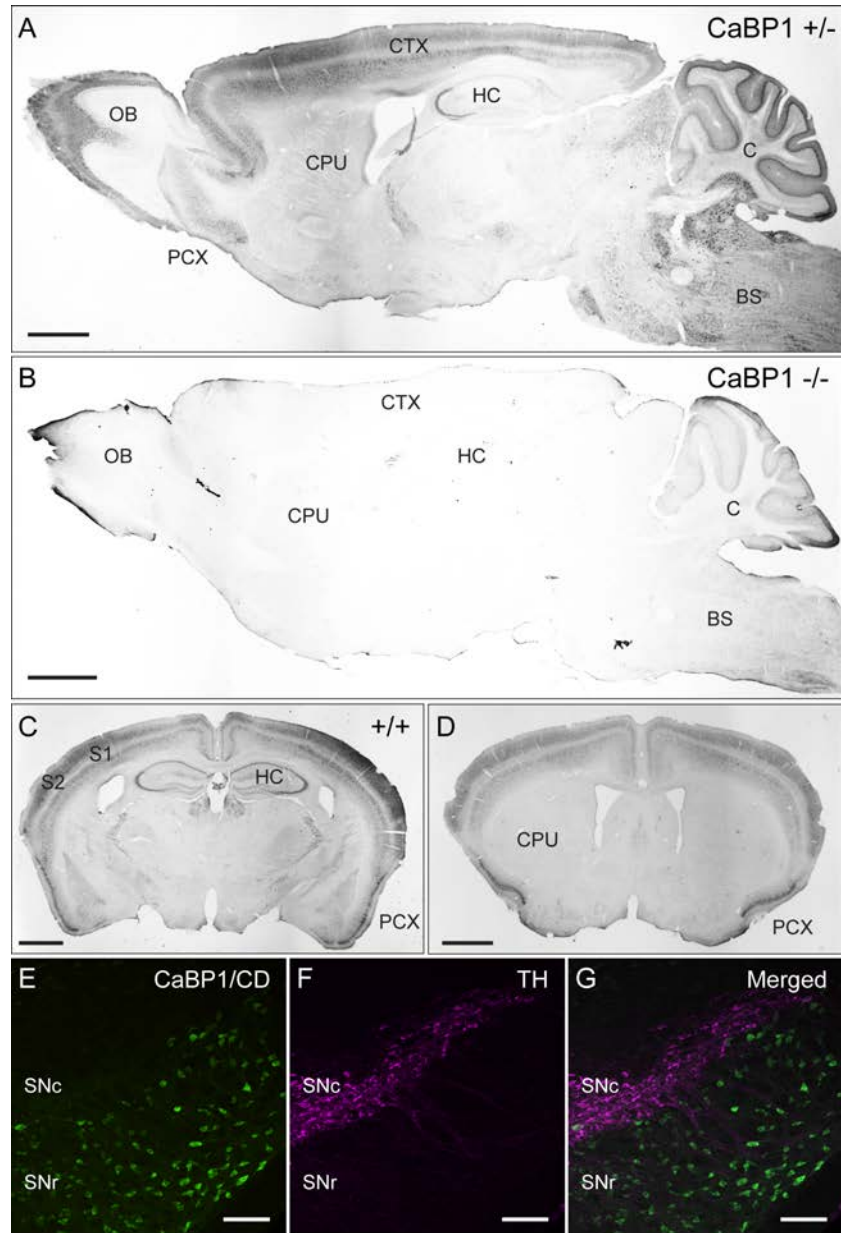 A CaBP1 +/-
CTX
OB
HC
CPU
C
PCX
BS
B CaBP1 -/-
CTX
OB
HC
CPU
C
BS
C +/+
S1
S2
HC
PCX
D
CPU
PCX
E CaBP1/CD
SNc
SNr
F TH
SNc
SNr
G Merged
SNc
SNr